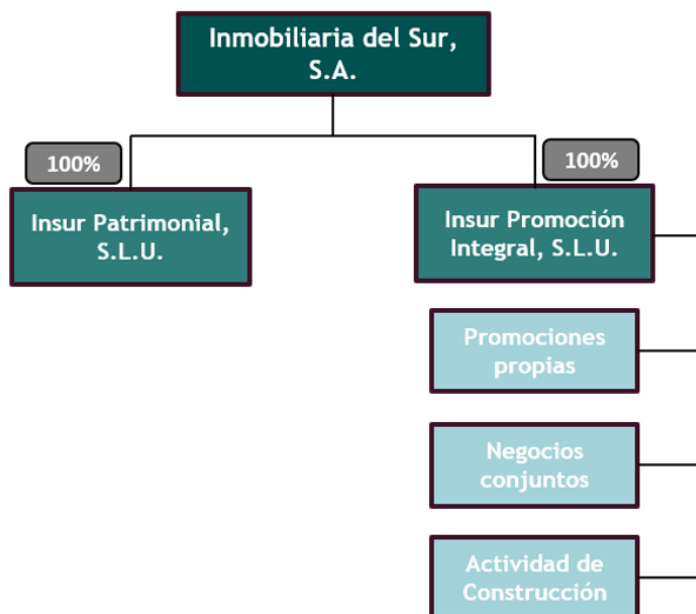 Inmobiliaria del Sur,
S.A.
100%
100%
Insur Patrimonial,
S.L.U.
Insur Promoción
Integral, S.L.U.
Promociones
propias
Negocios
conjuntos
Actividad de
Construcción